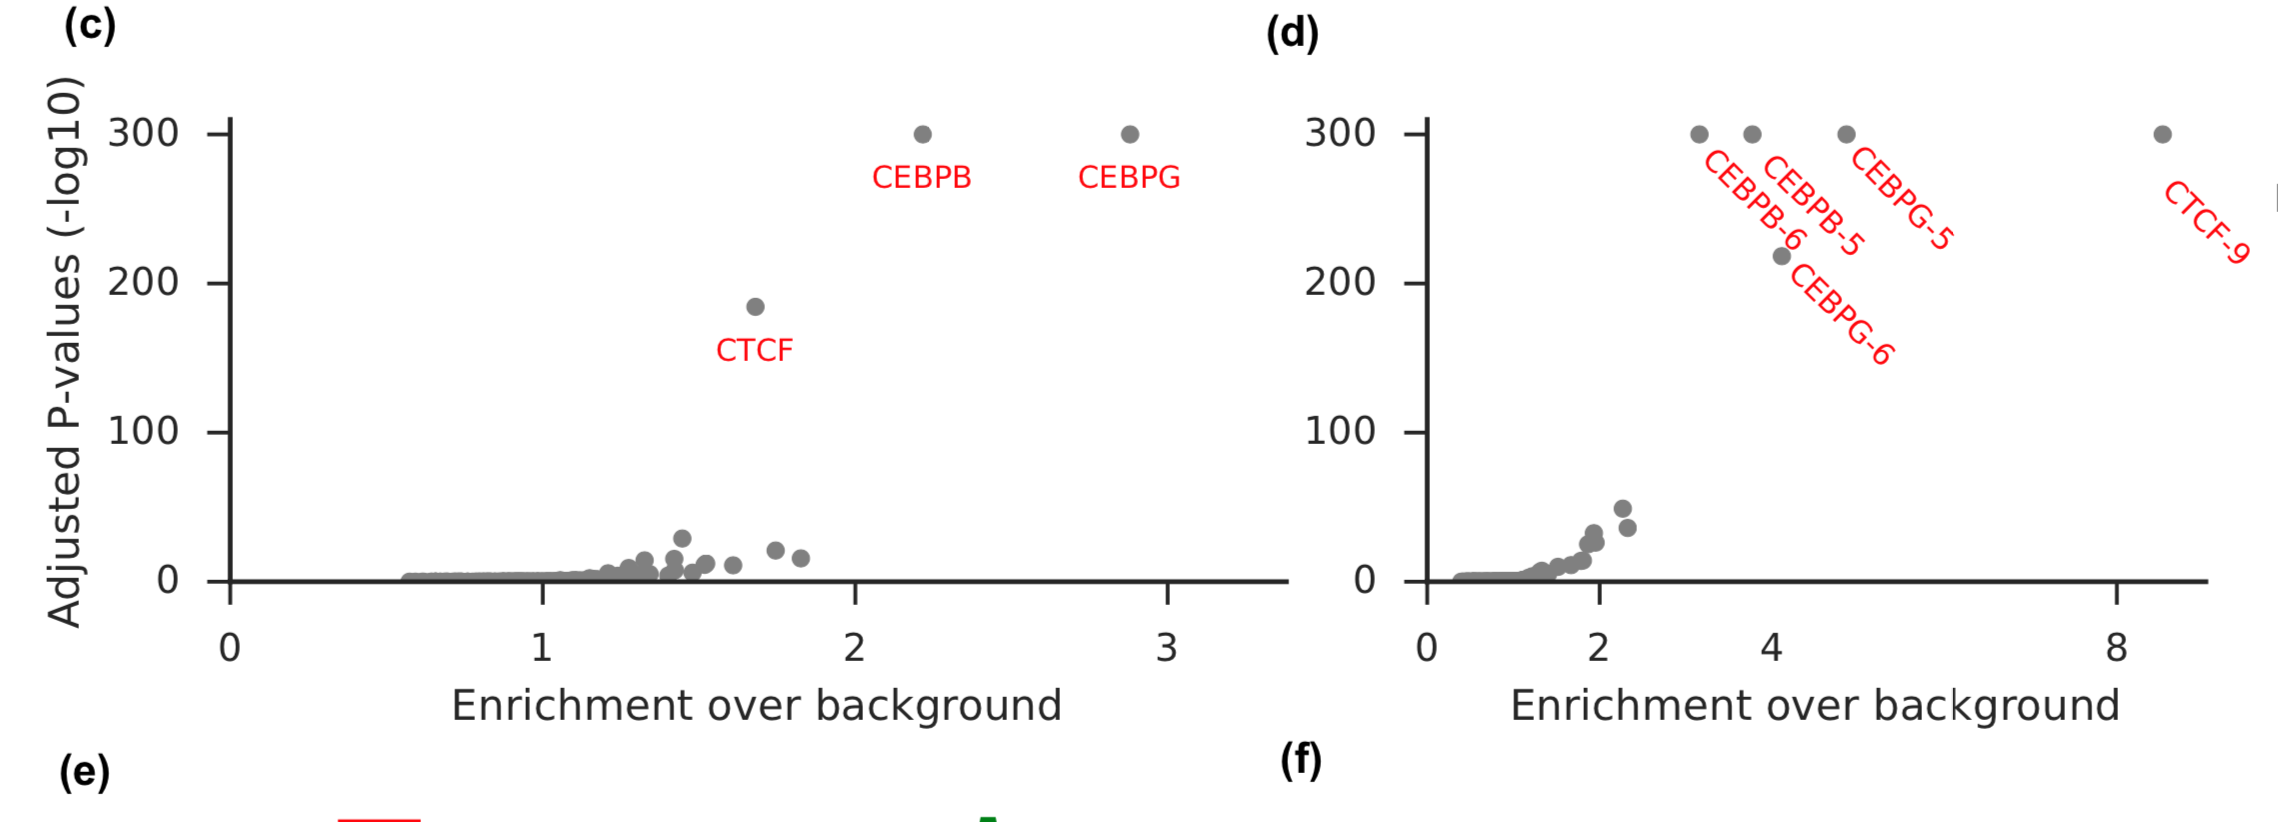 (c)
Adjusted P-values (-log10)
300
200
100
0
CEBPB
CEBPG
CTCF
0 1 2 3
Enrichment over background
(d)
300
200
100
0
CEBPB-6
CEBPB-5
CEBPG-5
CTCF-9
CEBPG-6
0 2 4 8
Enrichment over background
(e)
(f)